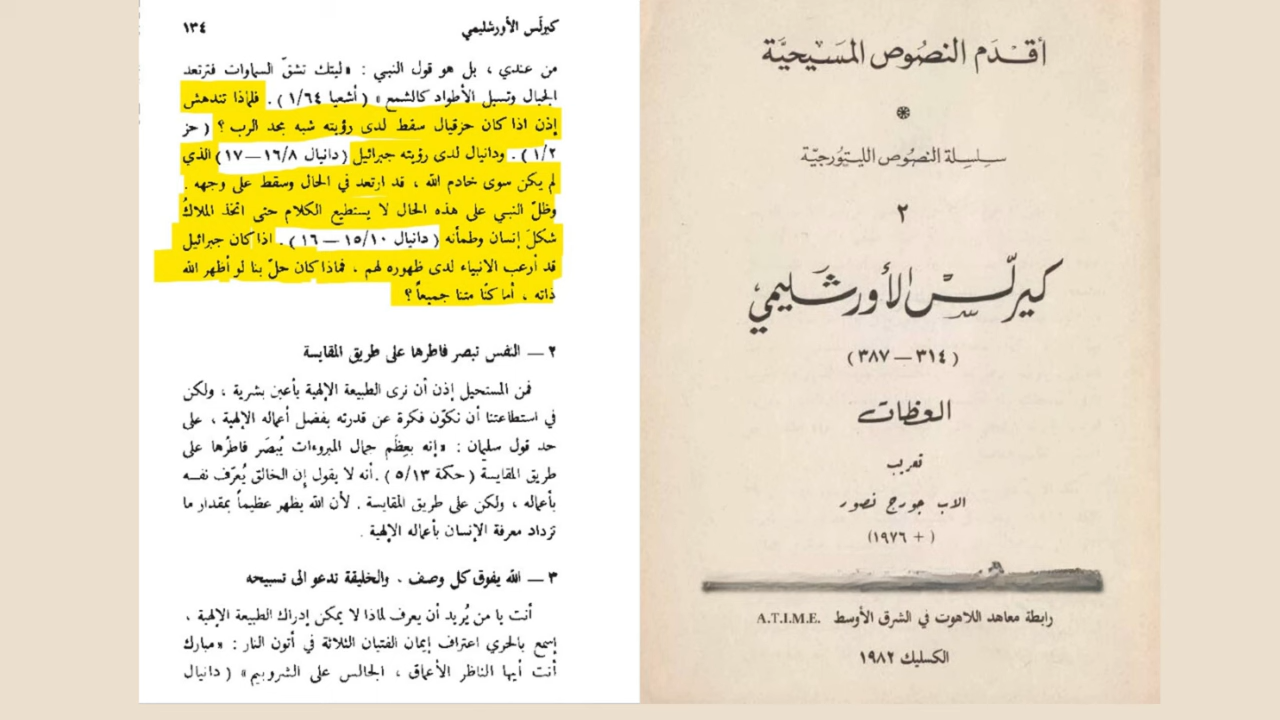 كيرلّس الأورشليمي ١٣٤
من عندي ، بل هو قول النبي : «ليتك تشقّ السماوات فترتعد
الجبال وتسيل الأطواد كالشمع» ( أشعيا ١/٦٤ ) . فلماذا تندهش
إذن اذا كان حزقيال سقط لدى رؤيته شبه مجد الرب ؟ ( حز
١/٢ ) . ودانيال لدى رؤيته جبرائيل ( دانيال ١٦/٨ — ١٧ ) الذي
لم يكن سوى خادم الله ، قد ارتعد في الحال وسقط على وجهه .
وظلّ النبي على هذه الحال لا يستطيع الكلام حتى اتخذ الملاكُ
شكلَ إنسان وطمأنه ( دانيال ١٥/١٠ — ١٦ ) . اذا كان جبرائيل
قد أرعب الانبياء لدى ظهوره لهم ، فماذا كان حلّ بنا لو أظهر الله
ذاته ، أما كنّا متنا جميعاً ؟
٢ — النفس تبصر فاطرها على طريق المقايسة
فمن المستحيل إذن أن نرى الطبيعة الإلهية بأعين بشرية ، ولكن
في استطاعتنا أن نكوّن فكرة عن قدرته بفضل أعماله الإلهية ، على
حد قول سليمان : «إنه بعِظَم جمال المبروءات يُبصَر فاطرُها على
طريق المقايسة ( حكمة ٥/١٣ ) . أنه لا يقول إن الخالق يُعرّف نفسه
بأعماله ، ولكن على طريق المقايسة . لأن الله يظهر عظيماً بمقدار ما
تزداد معرفة الإنسان بأعماله الإلهية .
٣ — الله يفوق كل وصف . والخليقة تدعو الى تسبيحه
أنت يا من يُريد أن يعرف لماذا لا يمكن إدراك الطبيعة الإلهية ،
إسمع بالحري اعتراف إيمان الفتيان الثلاثة في أتون النار : «مبارك
أنت أيها الناظر الأعماق ، الجالس على الشروبيم» ( دانيال
أقدَم النصُوص المسَيحيَّة
سلسلة النصُوص الليتورجيّة
٢
كيرلّس الأورشليمي
( ٣١٤ — ٣٨٧ )
العظات
تعريب
الاب جورج نصور
( + ١٩٧٦ )
رابطة معاهد اللاهوت في الشرق الأوسط A.T.I.M.E.
الكسليك ١٩٨٢